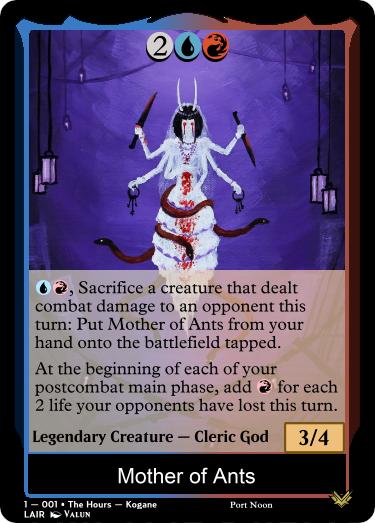 2
, Sacrifice a creature that dealt
combat damage to an opponent this
turn: Put Mother of Ants from your
hand onto the battlefield tapped.
At the beginning of each of your
postcombat main phase, add for each
2 life your opponents have lost this turn.
Legendary Creature — Cleric God
3/4
Mother of Ants
1 — 001 • The Hours — Kogane
Port Noon
LAIR Valun